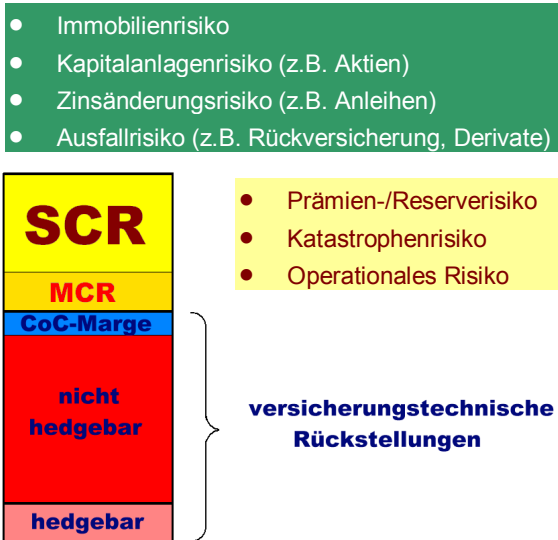 • Immobilienrisiko
• Kapitalanlagenrisiko (z.B. Aktien)
• Zinsänderungsrisiko (z.B. Anleihen)
• Ausfallrisiko (z.B. Rückversicherung, Derivate)
SCR
• Prämien-/Reserverisiko
• Katastrophenrisiko
• Operationales Risiko
MCR
CoC-Marge
nicht
hedgebar
versicherungstechnische
Rückstellungen
hedgebar